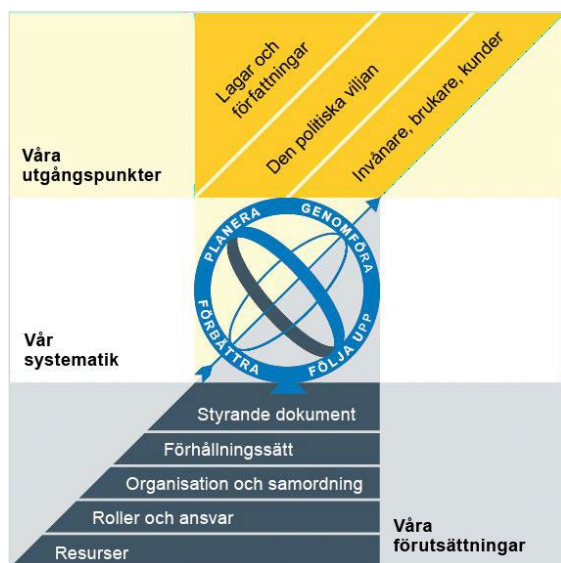 Lagar och
författningar
Den politiska viljan
Invånare, brukare, kunder
Våra
utgångspunkter
PLANERA
GENOMFÖRA
FÖLJA UPP
FÖRBÄTTRA
Vår
systematik
Styrande dokument
Förhållningssätt
Organisation och samordning
Roller och ansvar
Resurser
Våra
förutsättningar